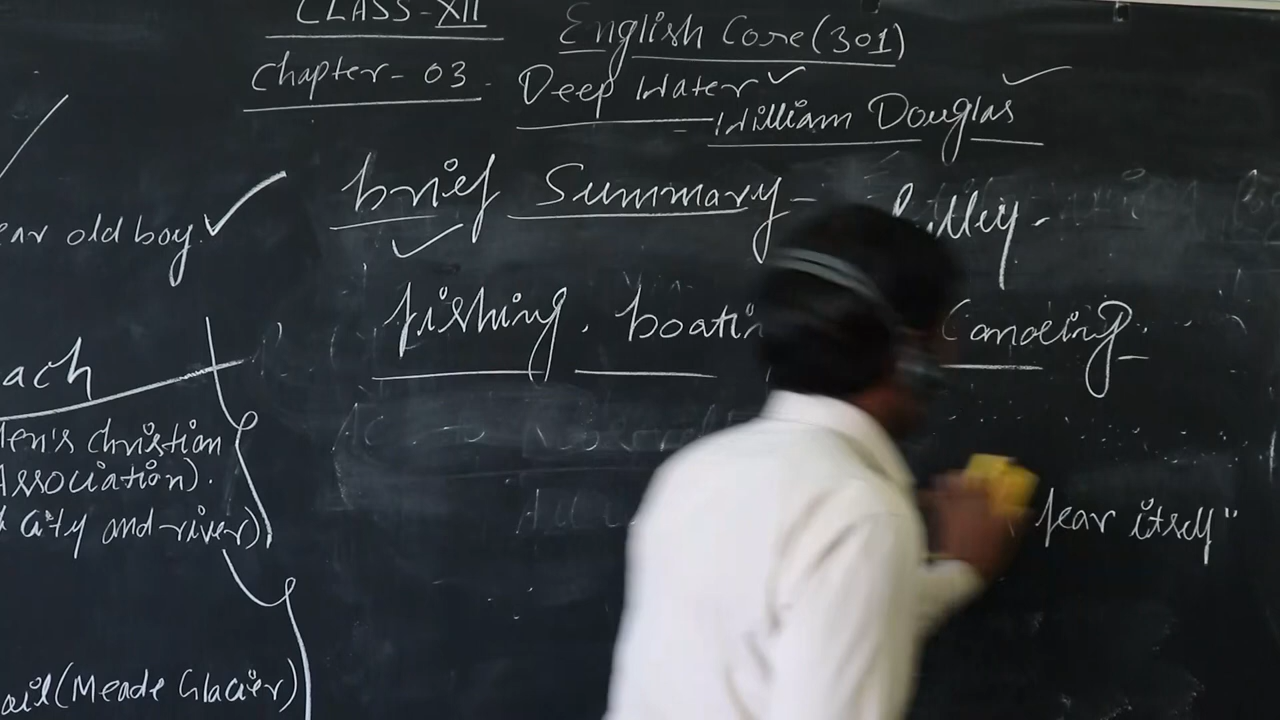 CLASS-XII
English Core(301)
Chapter-03. Deep Water
-William Douglas
brief Summary-
fishing. boatin
Canoeing.
ear old boy.
ach
Men's Christian
Association).
city and river)
fear itself"
ail(Meade Glacier)